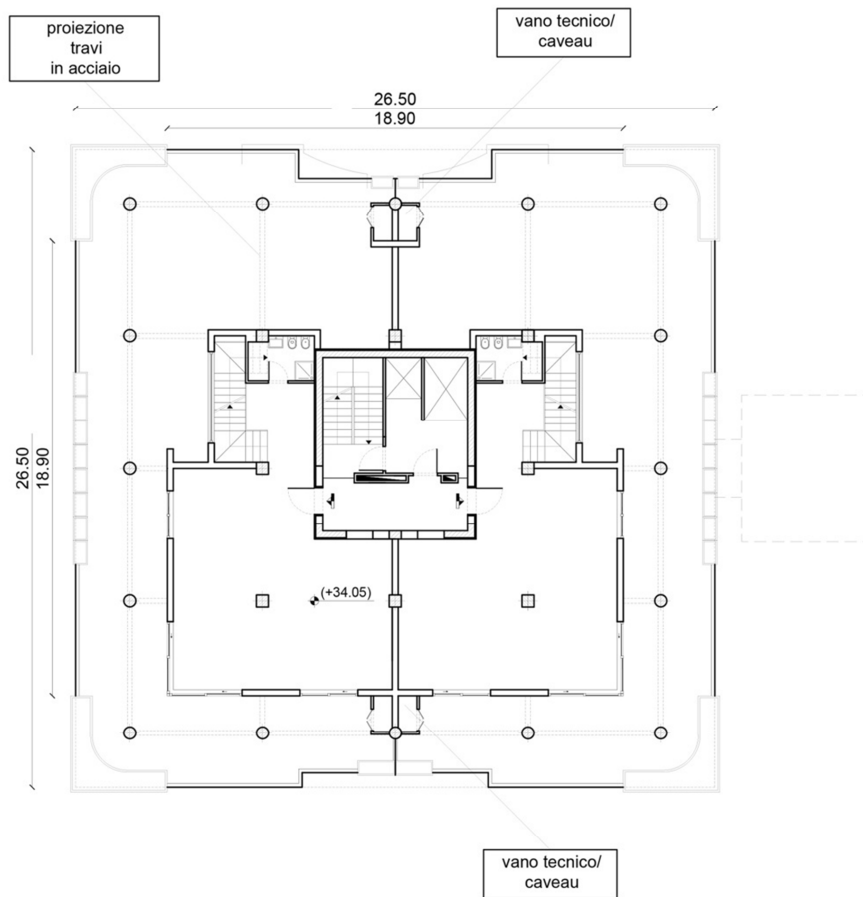 proiezione
travi
in acciaio
vano tecnico/
caveau
26.50
18.90
26.50
18.90
(+34.05)
vano tecnico/
caveau